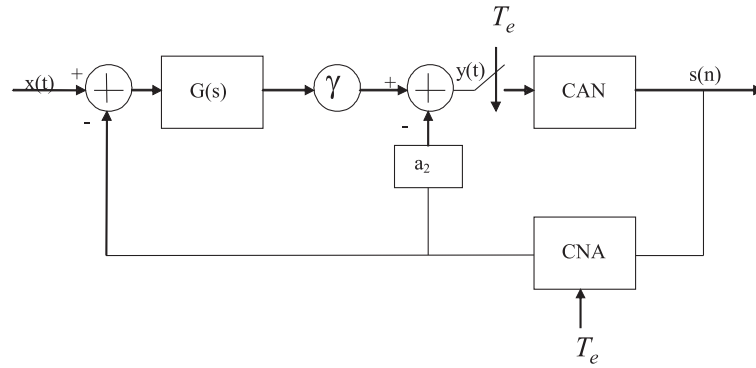 T_e
x(t)
+
-
G(s)
γ
+
-
y(t)
CAN
s(n)
a₂
CNA
T_e